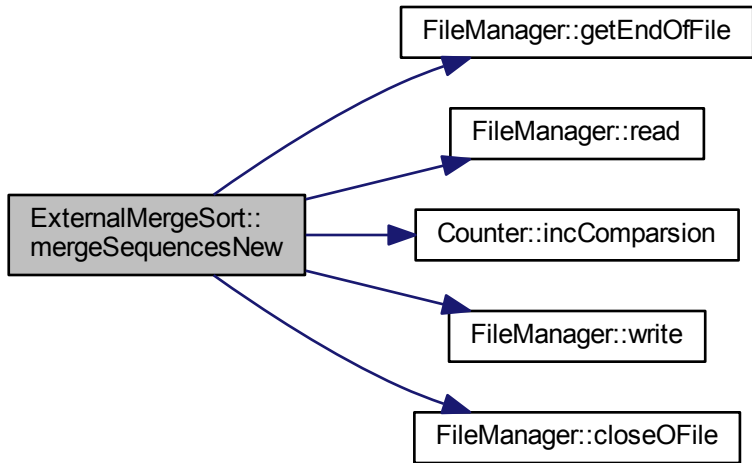 FileManager::getEndOfFile
FileManager::read
ExternalMergeSort::
mergeSequencesNew
Counter::incComparsion
FileManager::write
FileManager::closeOFile